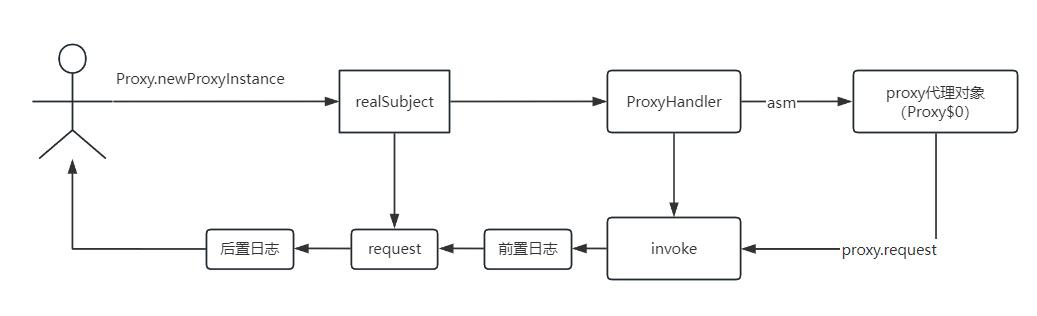 Proxy.newProxyInstance
realSubject
ProxyHandler
asm
proxy代理对象
（Proxy$0）
后置日志
request
前置日志
invoke
proxy.request